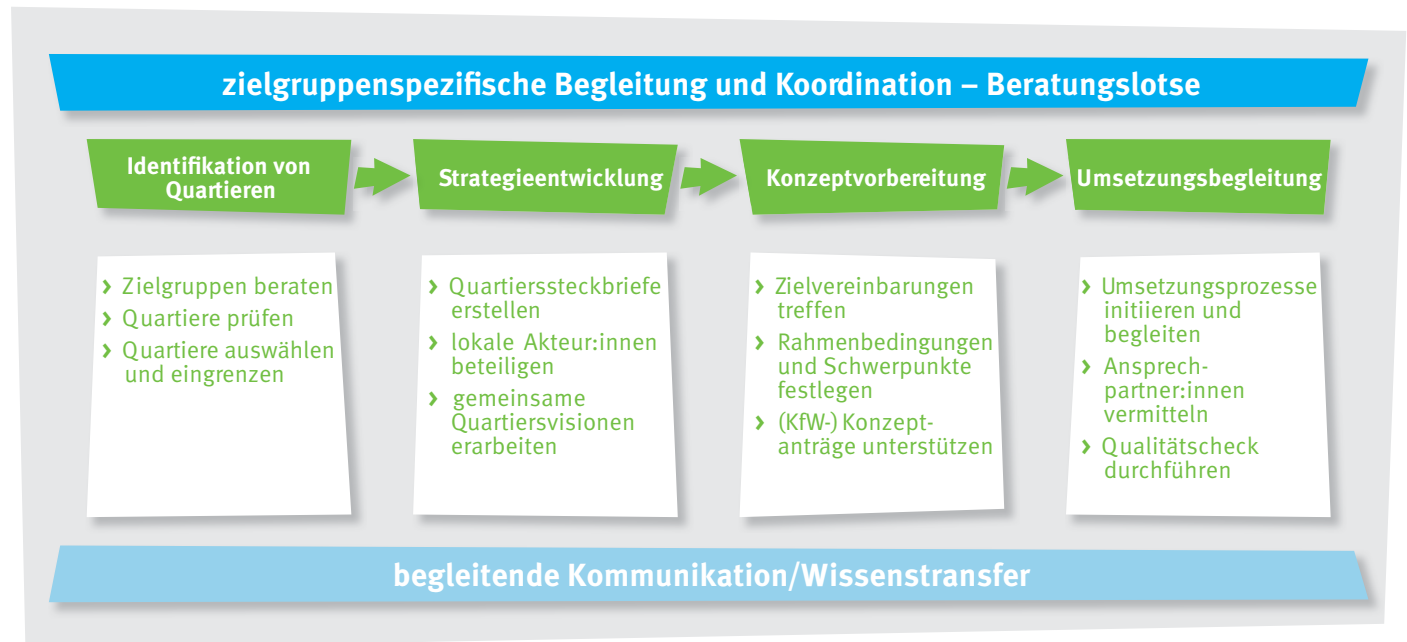 zielgruppenspezifische Begleitung und Koordination – Beratungslotse
Identifikation von
Quartieren
Strategieentwicklung
Konzeptvorbereitung
Umsetzungsbegleitung
› Zielgruppen beraten
› Quartiere prüfen
› Quartiere auswählen
und eingrenzen
› Quartierssteckbriefe
erstellen
› lokale Akteur:innen
beteiligen
› gemeinsame
Quartiersvisionen
erarbeiten
› Zielvereinbarungen
treffen
› Rahmenbedingungen
und Schwerpunkte
festlegen
› (KfW-) Konzept-
anträge unterstützen
› Umsetzungsprozesse
initiieren und
begleiten
› Ansprech-
partner:innen
vermitteln
› Qualitätscheck
durchführen
begleitende Kommunikation/Wissenstransfer